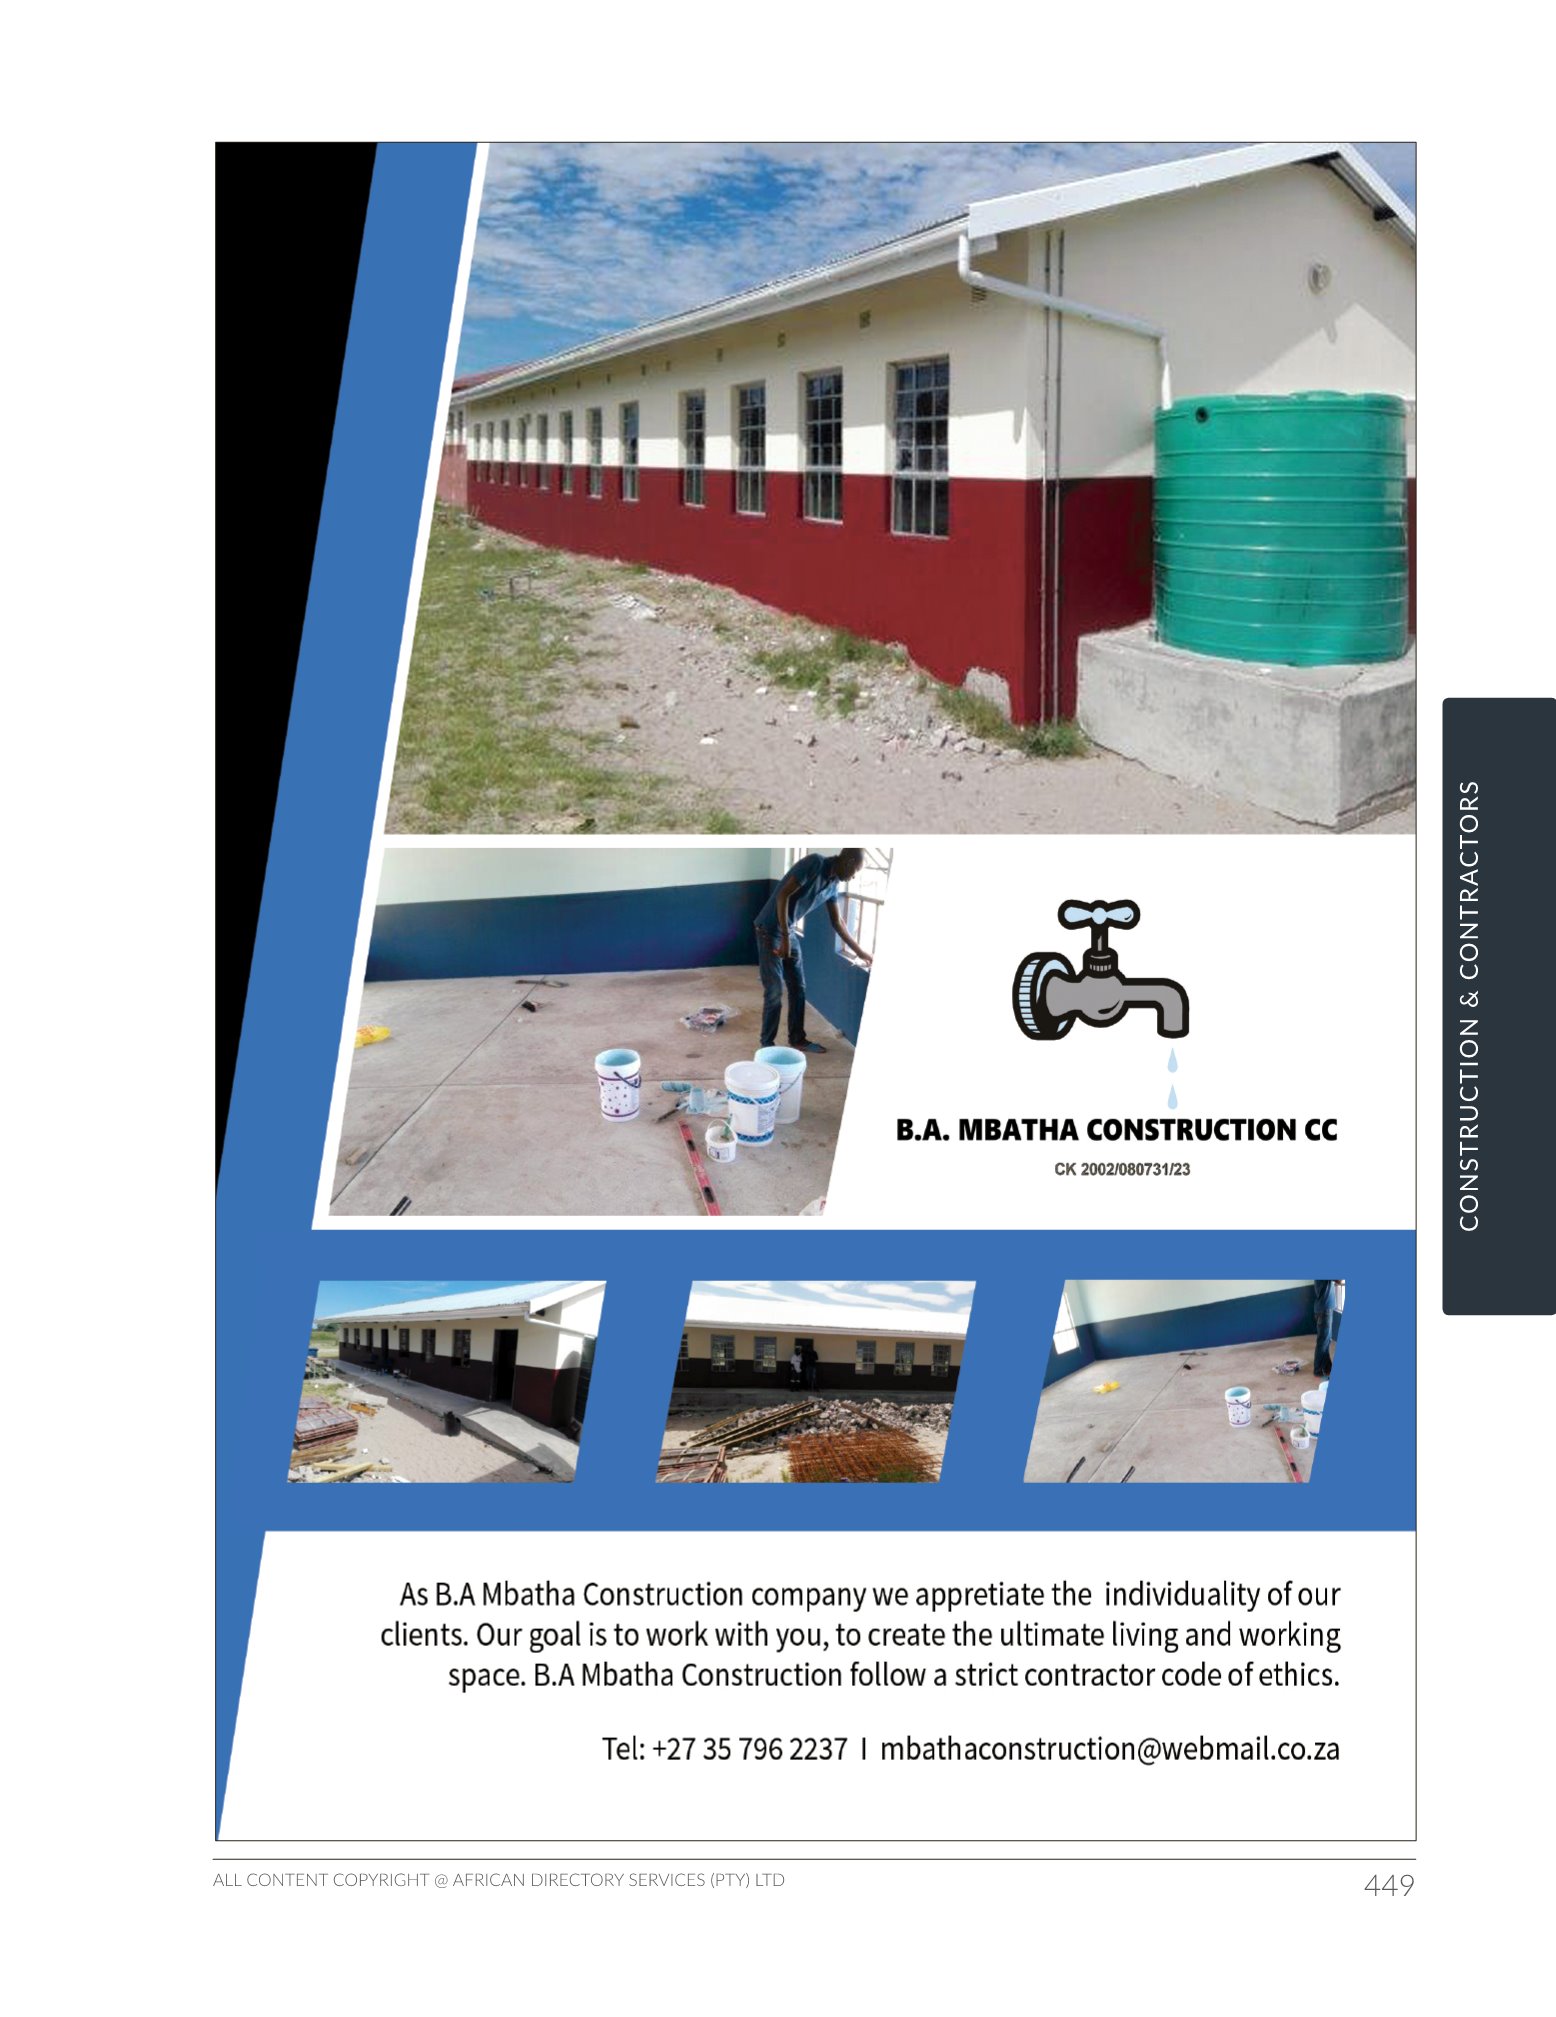 CONSTRUCTION & CONTRACTORS
B.A. MBATHA CONSTRUCTION CC
CK 2002/080731/23
As B.A Mbatha Construction company we appretiate the individuality of our
clients. Our goal is to work with you, to create the ultimate living and working
space. B.A Mbatha Construction follow a strict contractor code of ethics.
Tel: +27 35 796 2237 I mbathaconstruction@webmail.co.za
ALL CONTENT COPYRIGHT @ AFRICAN DIRECTORY SERVICES (PTY) LTD
449